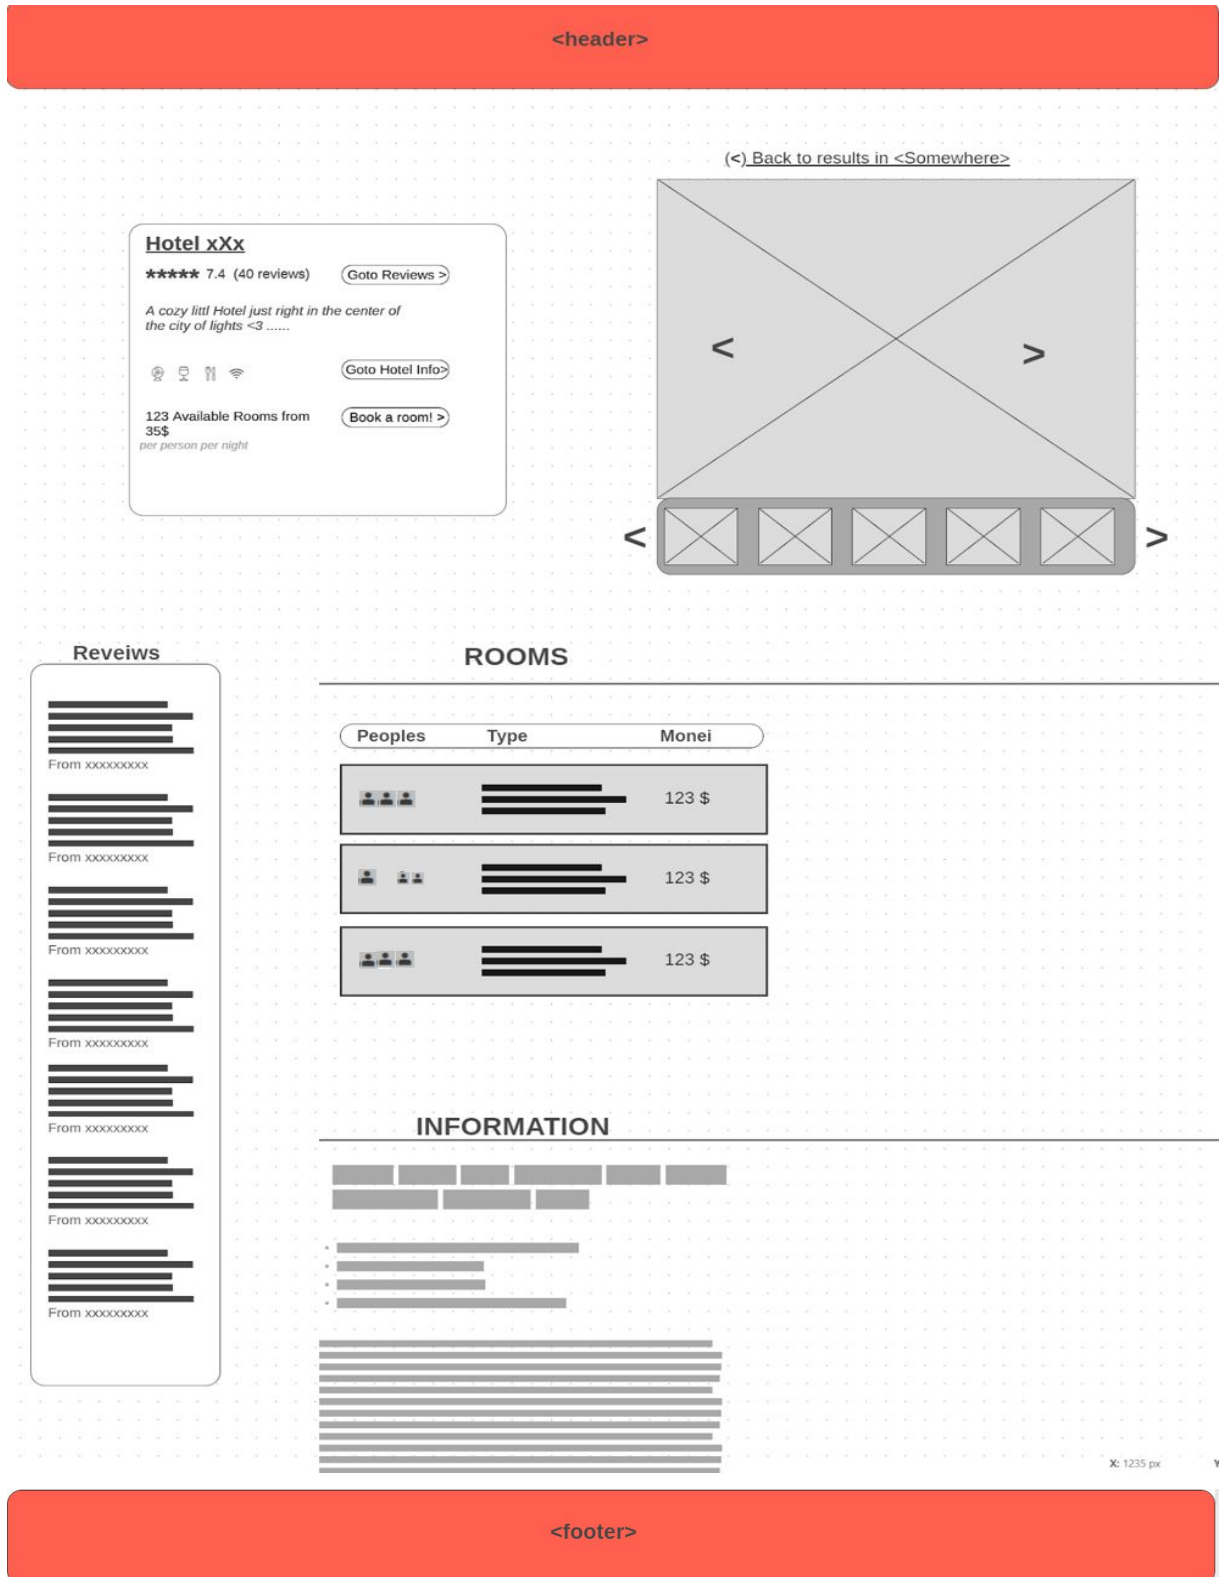 <header>
(<) Back to results in <Somewhere>
Hotel xXx
***** 7.4 (40 reviews)
Goto Reviews >
A cozy littl Hotel just right in the center of
the city of lights <3 ......
Goto Hotel Info>
123 Available Rooms from
35$
Book a room! >
per person per night
< >
< >
Reveiws
From xxxxxxxxx
From xxxxxxxxx
From xxxxxxxxx
From xxxxxxxxx
From xxxxxxxxx
From xxxxxxxxx
From xxxxxxxxx
ROOMS
Peoples Type Monei
123 $
123 $
123 $
INFORMATION
X: 1235 px
Y
<footer>